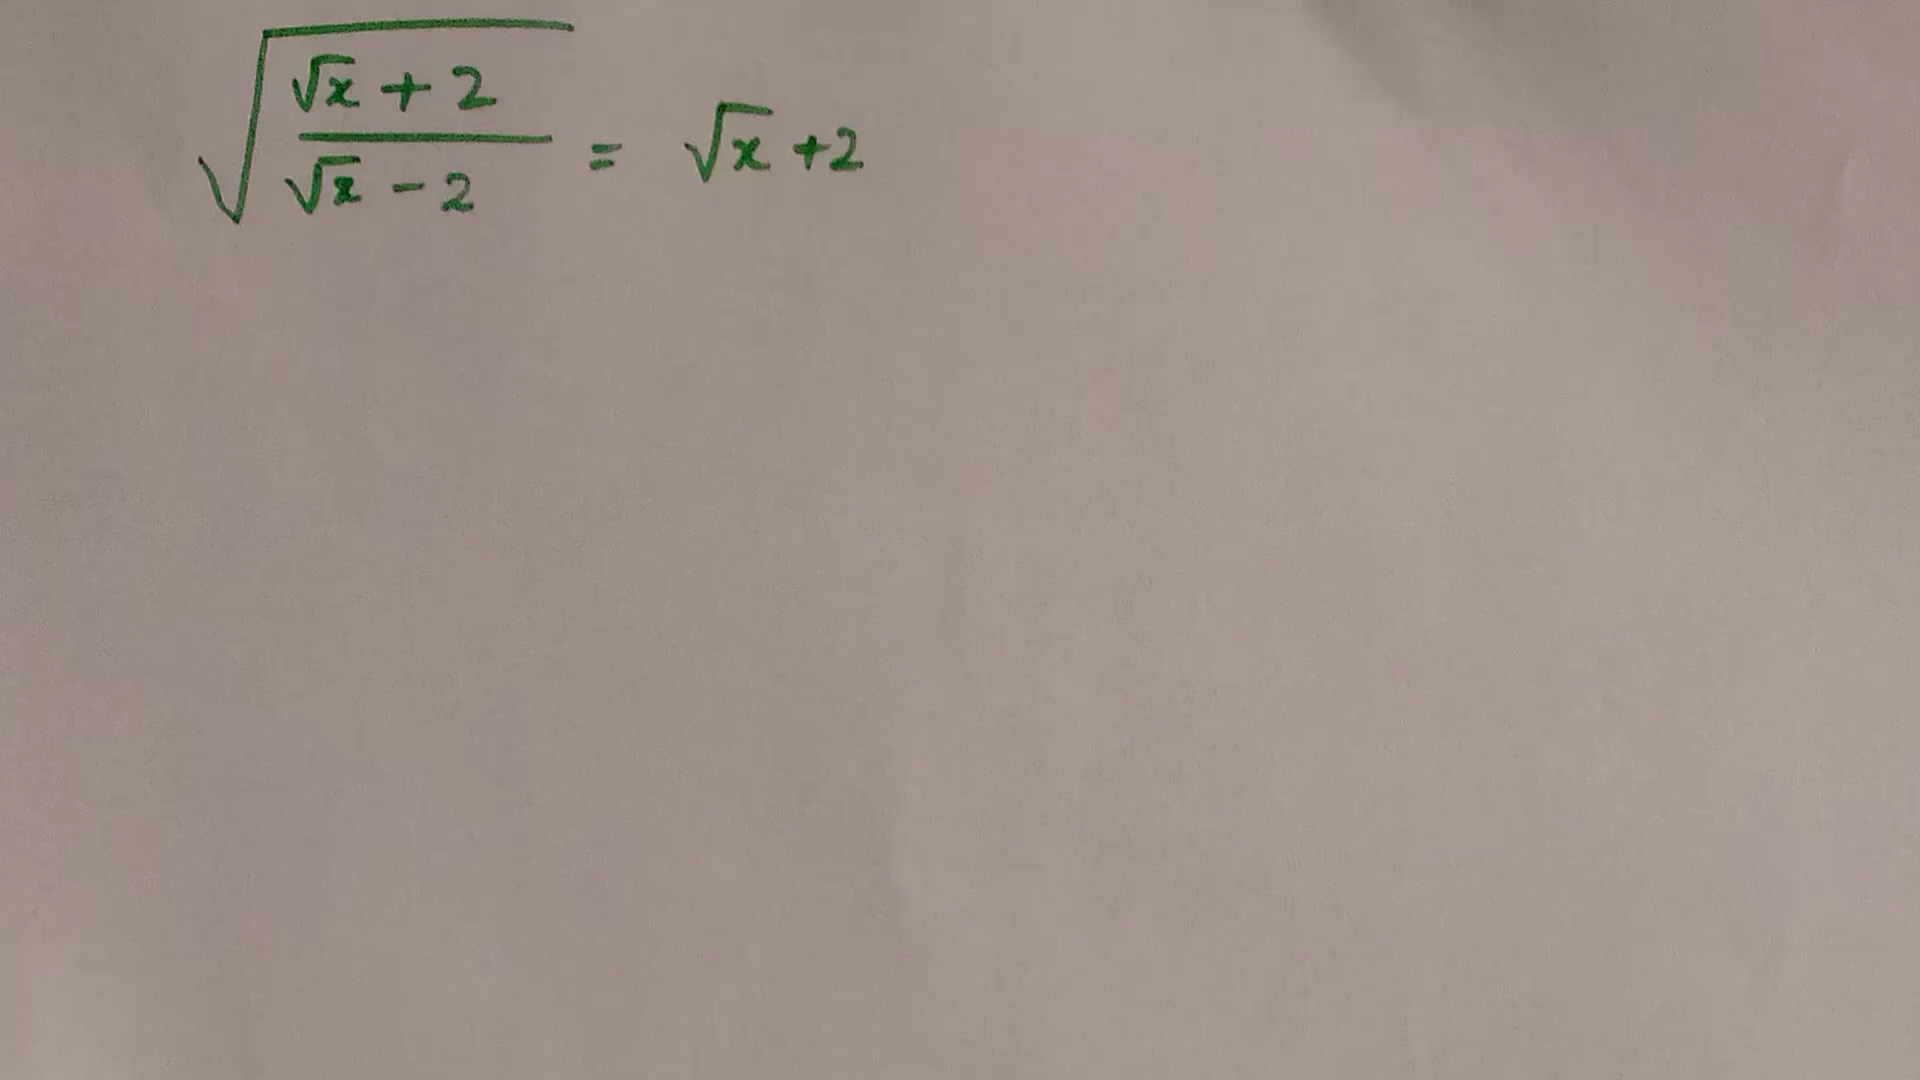 √((√x + 2)/(√x - 2)) = √x + 2